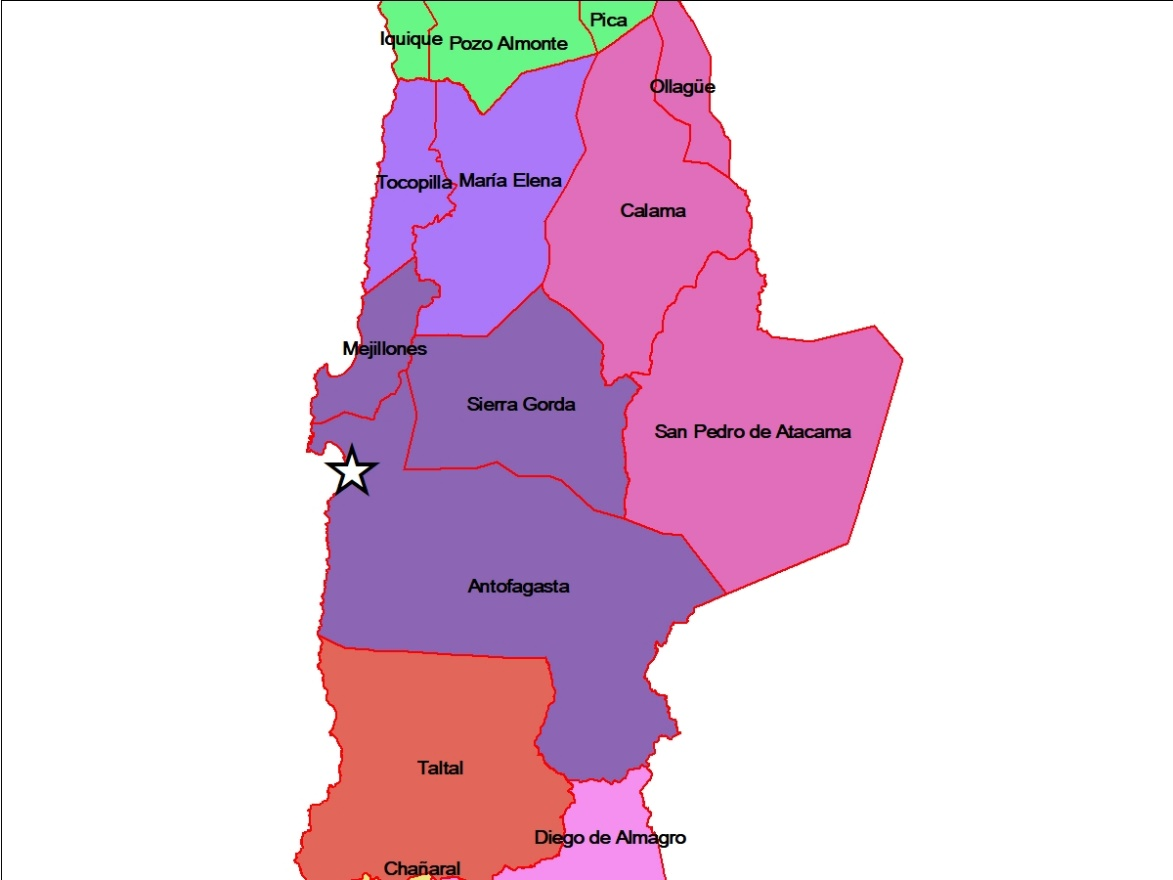 Pica
Iquique
Pozo Almonte
Ollagüe
Tocopilla
María Elena
Calama
Mejillones
Sierra Gorda
San Pedro de Atacama
Antofagasta
Taltal
Diego de Almagro
Chañaral